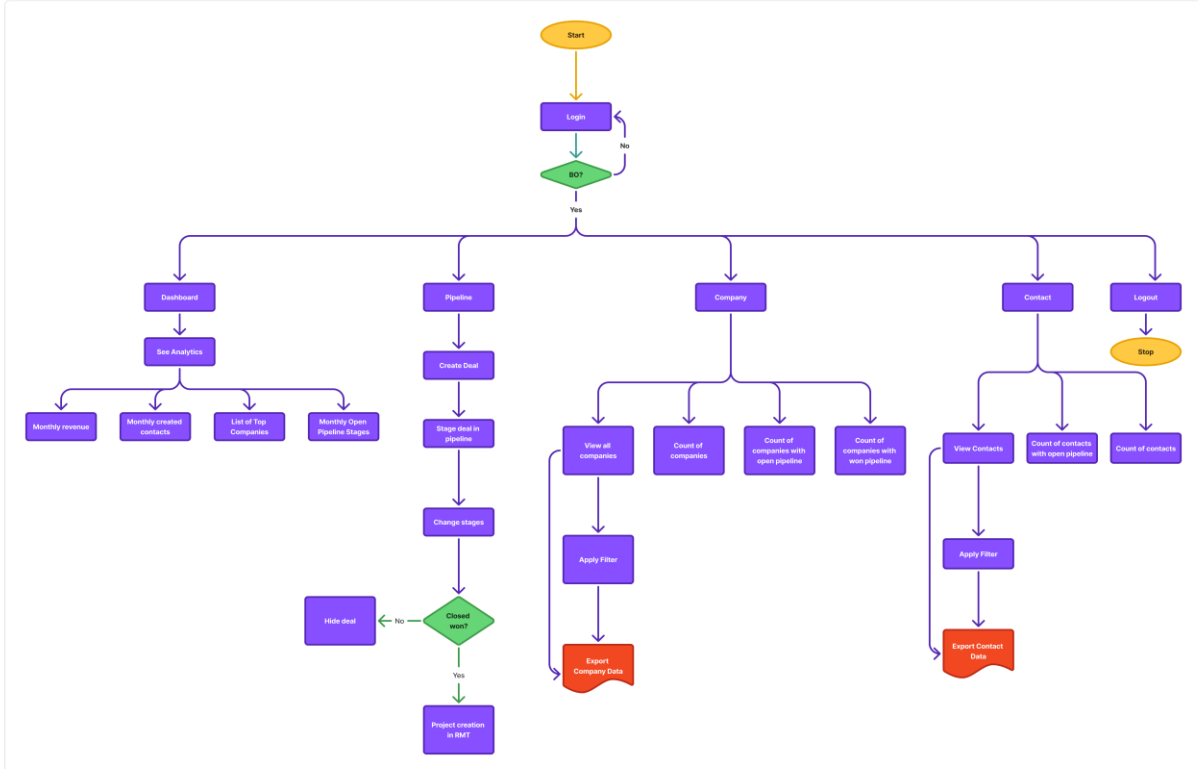 Start
Login
No
BO?
Yes
Dashboard
Pipeline
Company
Contact
Logout
See Analytics
Stop
Create Deal
Monthly revenue
Monthly created
contacts
List of Top
Companies
Monthly Open
Pipeline Stages
Stage deal in
pipeline
View all
companies
Count of
companies
Count of
companies with
open pipeline
Count of
companies with
won pipeline
View Contacts
Count of contacts
with open pipeline
Count of contacts
Change stages
Apply Filter
Apply Filter
Hide deal
No
Closed
won?
Export
Company Data
Export Contact
Data
Yes
Project creation
in RMT